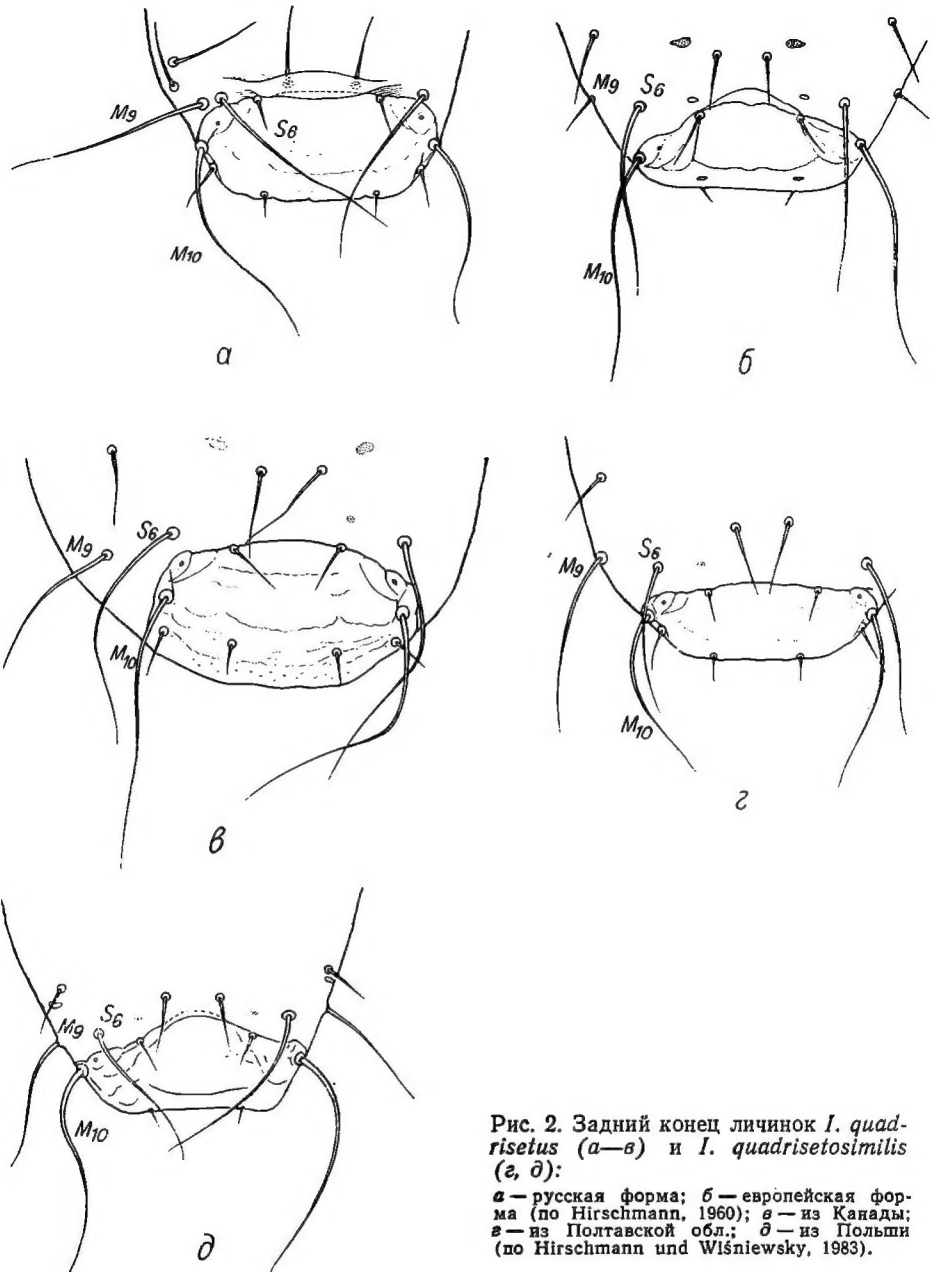 M9
S6
M10
а
M9
S6
M10
б
M9
S6
M10
в
M9
S6
M10
г
M9
S6
M10
д
Рис. 2. Задний конец личинок I. quad-
risetus (а—в) и I. quadrisetosimilis
(г, д):
а — русская форма; б — европейская фор-
ма (по Hirschmann, 1960); в — из Канады;
г — из Полтавской обл.; д — из Польши
(по Hirschmann und Wiśniewsky, 1983).